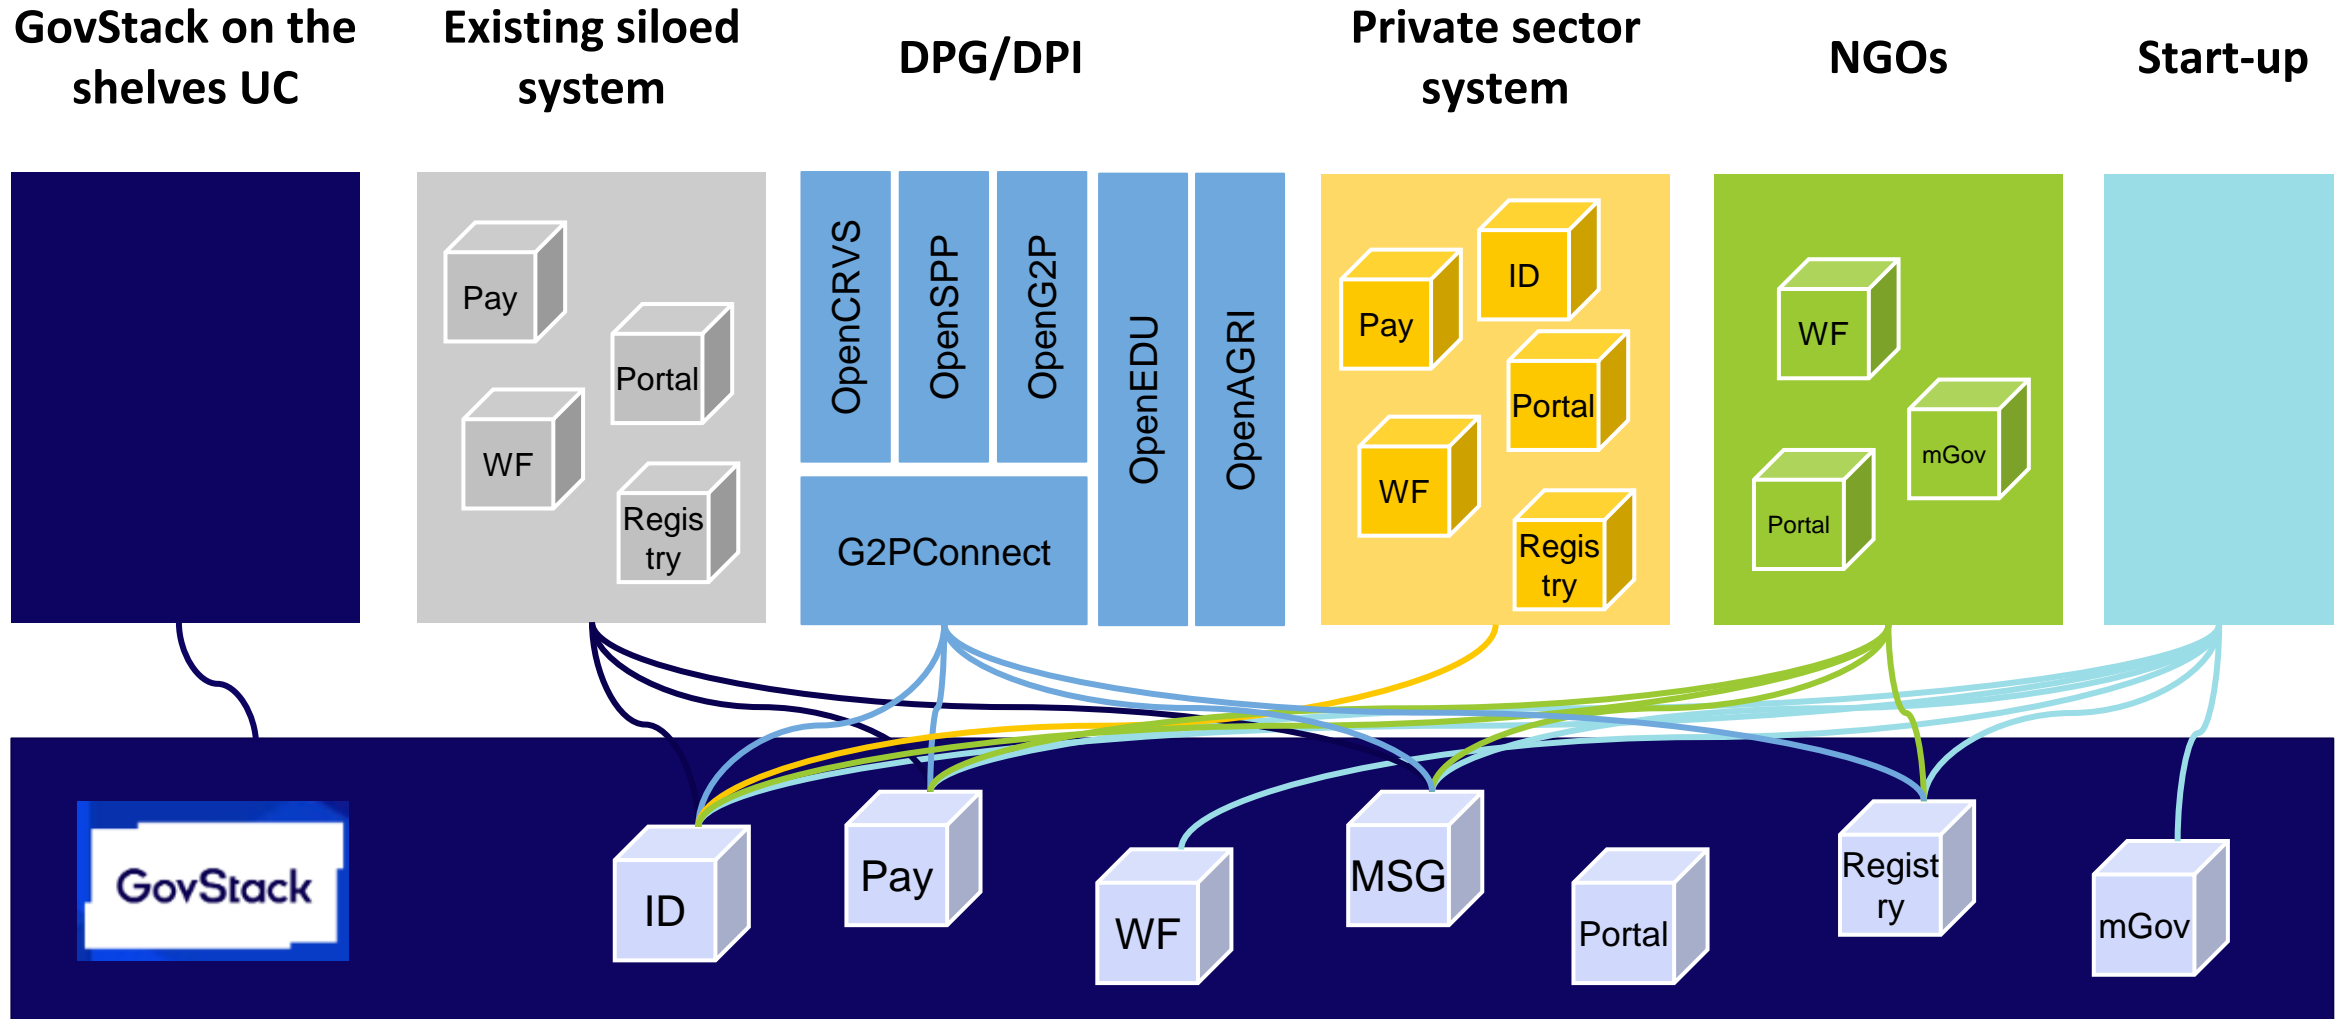 GovStack on the
shelves UC
Existing siloed
system
DPG/DPI
Private sector
system
NGOs
Start-up
Pay
Portal
WF
Regis
try
OpenCRVS
OpenSPP
OpenG2P
OpenEDU
OpenAGRI
G2PConnect
ID
Pay
Portal
WF
Regis
try
WF
mGov
Portal
GovStack
ID
Pay
WF
MSG
Portal
Regist
ry
mGov